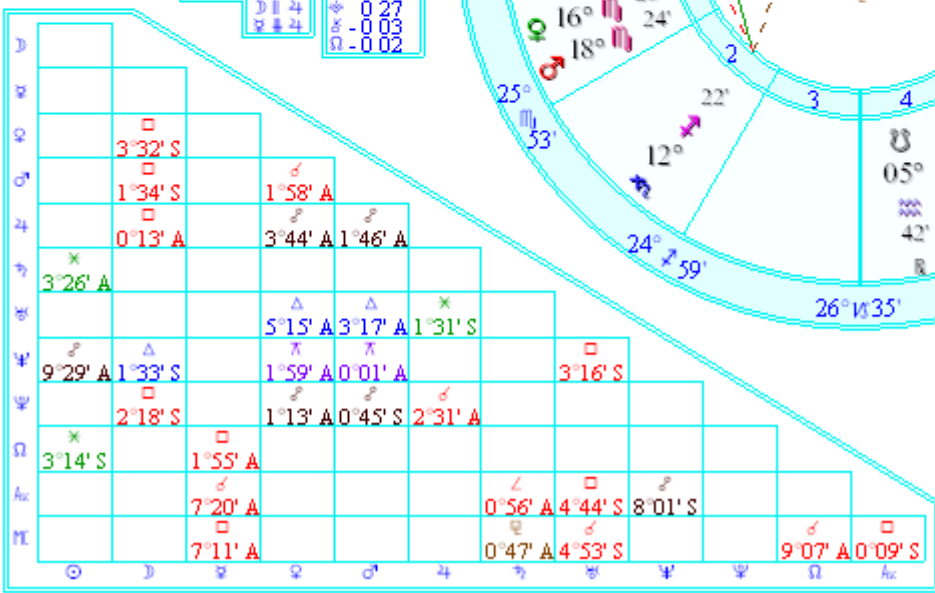 ☽ ∥ ♃
0 27
☿ ⋕ ♃
⚷ - 0 03
☊ - 0 02
♀ 16° ♏
24'
♂ 18° ♏
25° ♏ 53'
22' ♐ 12° ♄
24° ♐ 59'
2
3
4
☋ 05° ♒ 42' ℞
26° ♑ 35'
☽
☿
♀ □
3°32' S
♂ □ ☌
1°34' S 1°58' A
♃ □ ☍ ☍
0°13' A 3°44' A 1°46' A
♄ ⚹
3°26' A
♅ △ △ ⚹
5°15' A 3°17' A 1°31' S
♆ ☍ △ ⚻ ⚻ □
9°29' A 1°33' S 1°59' A 0°01' A 3°16' S
♇ □ ☍ ☍ ☌
2°18' S 1°13' A 0°45' S 2°31' A
☊ ⚹ □
3°14' S 1°55' A
Asc ☌ ∠ □ ☍
7°20' A 0°56' A 4°44' S 8°01' S
MC □ ⚼ ☌ ☌ □
7°11' A 0°47' A 4°53' S 9°07' A 0°09' S
☉ ☽ ☿ ♀ ♂ ♃ ♄ ♅ ♆ ♇ ☊ Asc